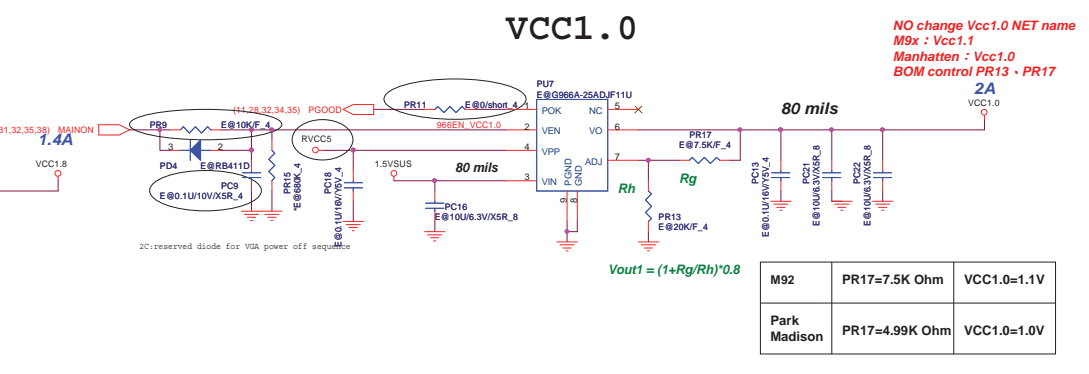 VCC1.0
NO change Vcc1.0 NET name
M9x : Vcc1.1
Manhatten : Vcc1.0
BOM control PR13、PR17
2A
VCC1.0
PU7
E@G966A-25ADJF11U
(11,28,32,34,35) PGOOD
PR11
E@0/short_4
1
POK
NC
5
31,32,35,38) MAINON
PR9
E@10K/F_4
966EN_VCC1.0
2
VEN
VO
6
80 mils
1.4A
VCC1.8
3
2
PD4
E@RB411D
RVCC5
4
VPP
PR17
E@7.5K/F_4
ADJ
7
1.5VSUS
80 mils
3
VIN
PGND
GND
9
8
Rh
Rg
PC9
E@0.1U/10V/X5R_4
PR15
*E@680K_4
PC18
E@0.1U/16V/Y5V_4
PC16
E@10U/6.3V/X5R_8
PR13
E@20K/F_4
PC13
E@0.1U/16V/Y5V_4
PC21
E@10U/6.3V/X5R_8
PC22
E@10U/6.3V/X5R_8
2C:reserved diode for VGA power off sequence
Vout1 = (1+Rg/Rh)*0.8
M92 PR17=7.5K Ohm VCC1.0=1.1V
Park
Madison PR17=4.99K Ohm VCC1.0=1.0V